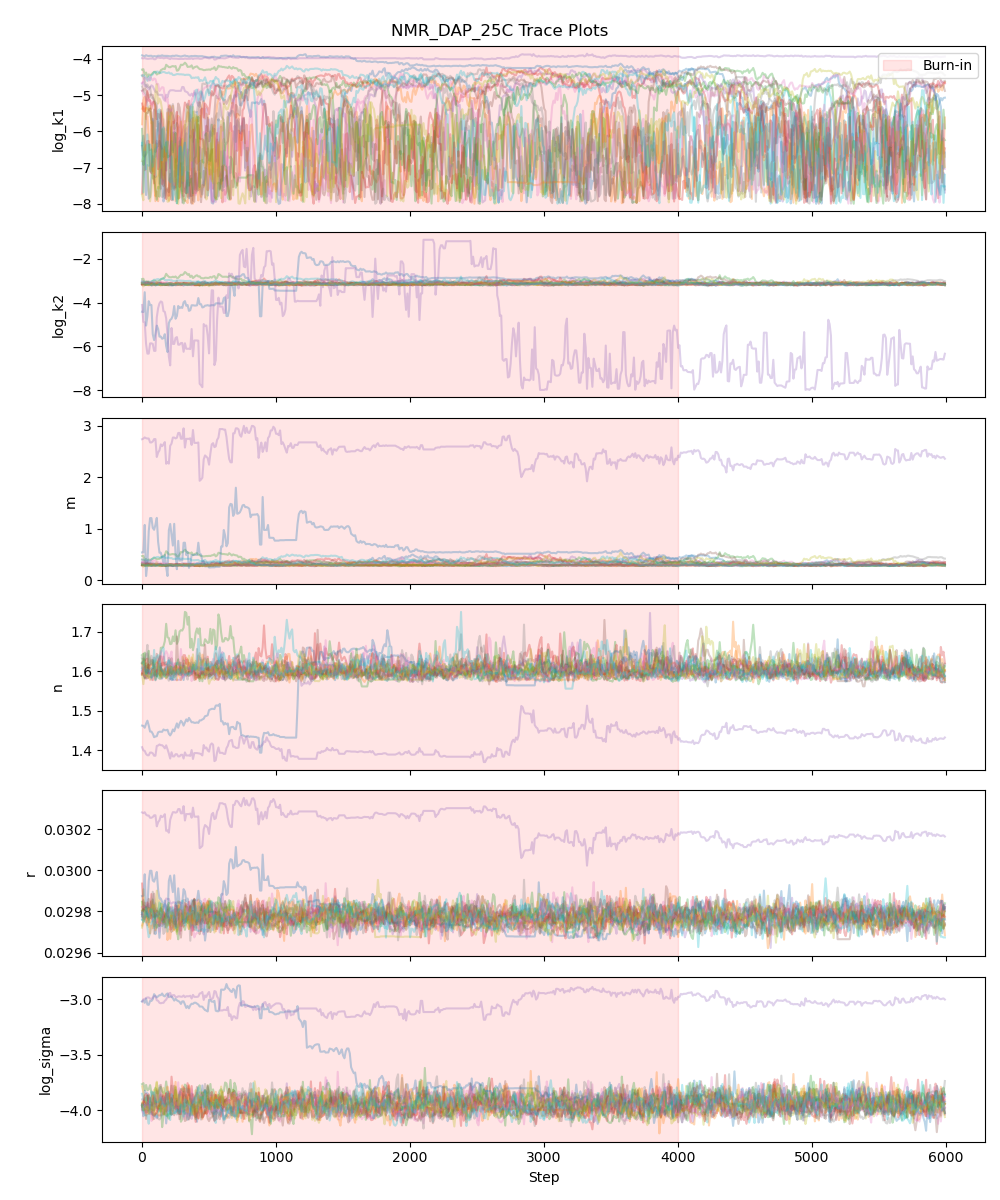 NMR_DAP_25C Trace Plots
Burn-in
log_k1
−4
−5
−6
−7
−8
log_k2
−2
−4
−6
−8
m
3
2
1
0
n
1.7
1.6
1.5
1.4
r
0.0302
0.0300
0.0298
0.0296
log_sigma
−3.0
−3.5
−4.0
0 1000 2000 3000 4000 5000 6000
Step